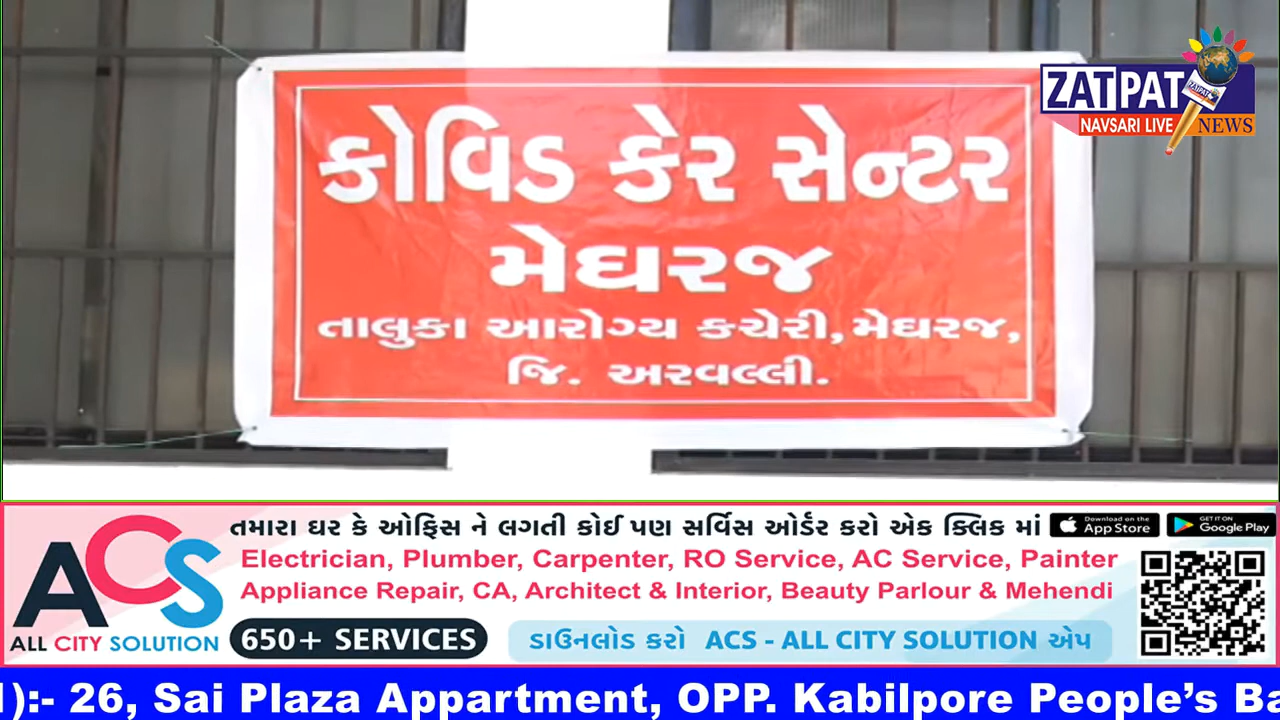 કોવિડ કેર સેન્ટર
મેઘરજ
તાલુકા આરોગ્ય કચેરી, મેઘરજ,
જિ. અરવલ્લી.
ZATPAT
NAVSARI LIVE NEWS
ZATPAT
તમારા ઘર કે ઓફિસ ને લગતી કોઈ પણ સર્વિસ ઓર્ડર કરો એક ક્લિક માં
Download on the App Store
GET IT ON Google Play
Electrician, Plumber, Carpenter, RO Service, AC Service, Painter
Appliance Repair, CA, Architect & Interior, Beauty Parlour & Mehendi
ACS
ALL CITY SOLUTION
650+ SERVICES
ડાઉનલોડ કરો ACS - ALL CITY SOLUTION એપ
1):- 26, Sai Plaza Appartment, OPP. Kabilpore People's Ba